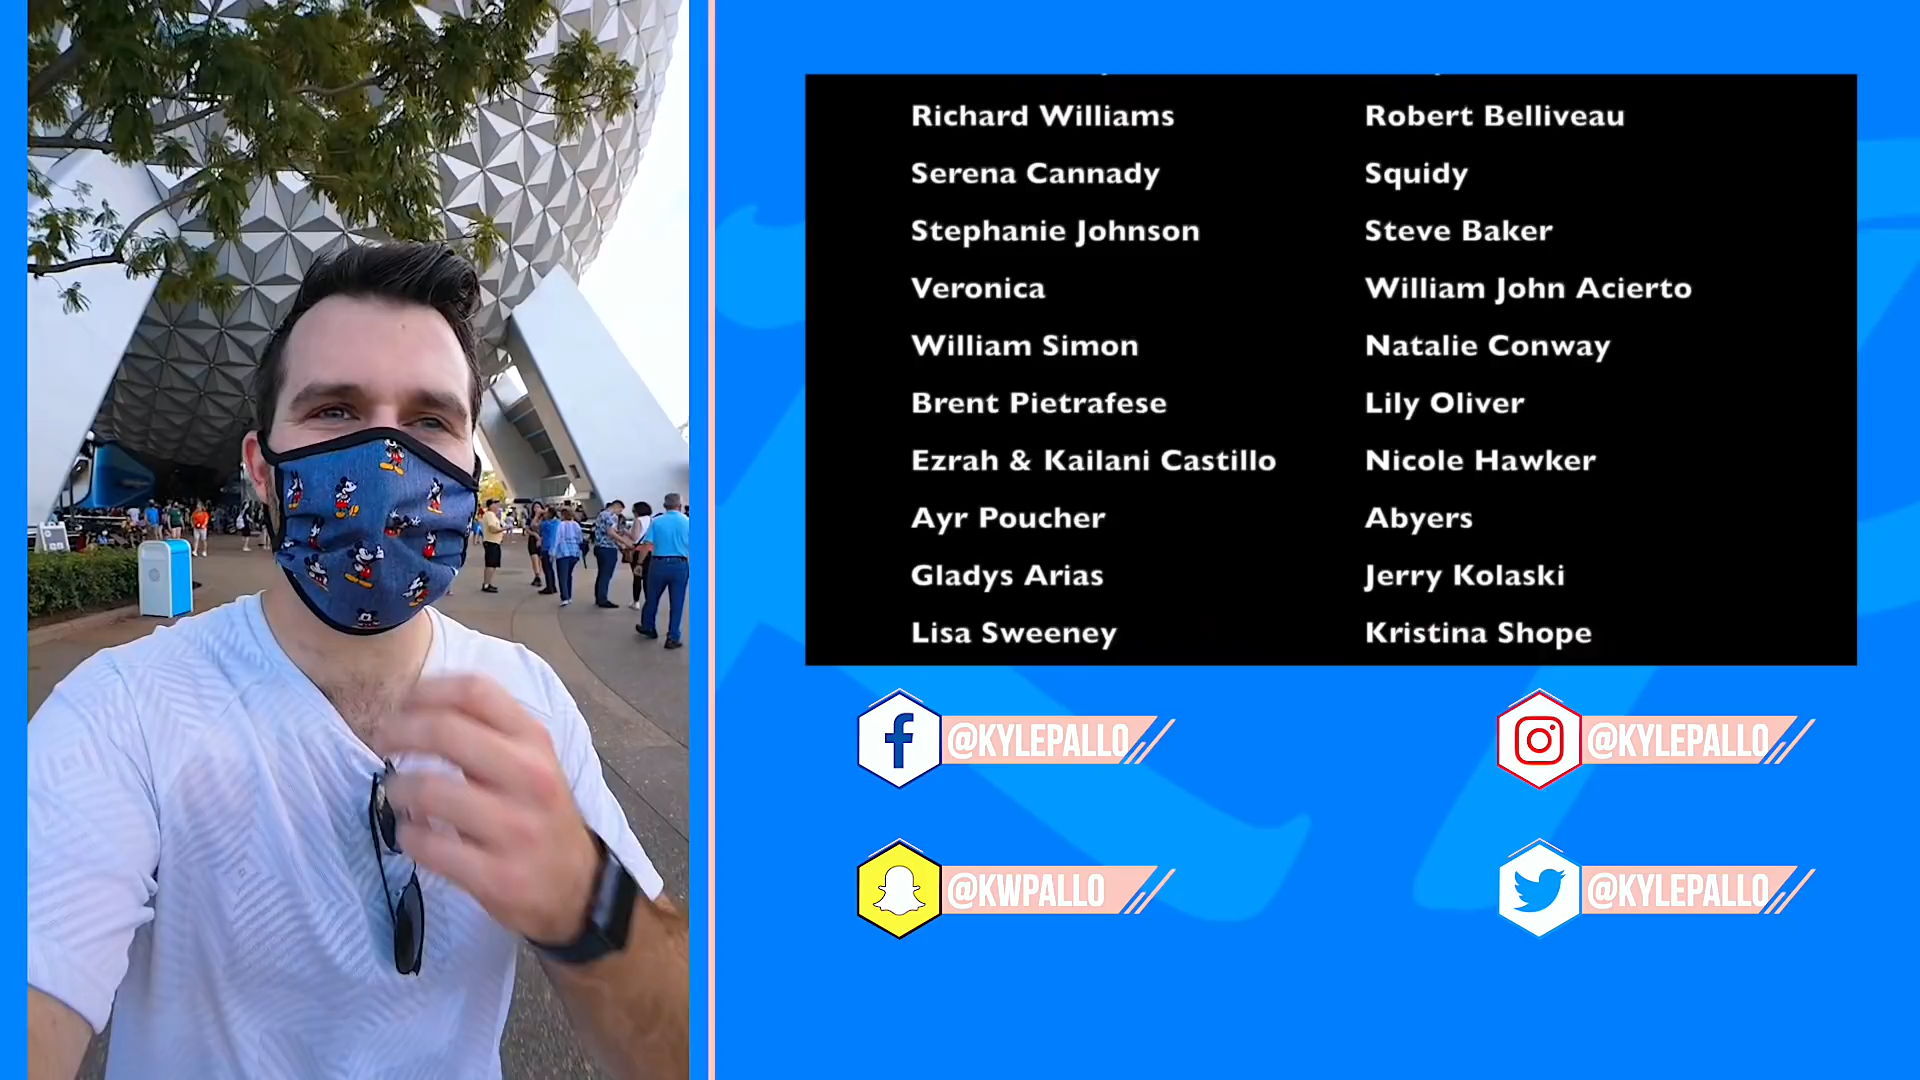 Richard Williams
Robert Belliveau
Serena Cannady
Squidy
Stephanie Johnson
Steve Baker
Veronica
William John Acierto
William Simon
Natalie Conway
Brent Pietrafese
Lily Oliver
Ezrah & Kailani Castillo
Nicole Hawker
Ayr Poucher
Abyers
Gladys Arias
Jerry Kolaski
Lisa Sweeney
Kristina Shope
@KYLEPALLO
@KYLEPALLO
@KWPALLO
@KYLEPALLO